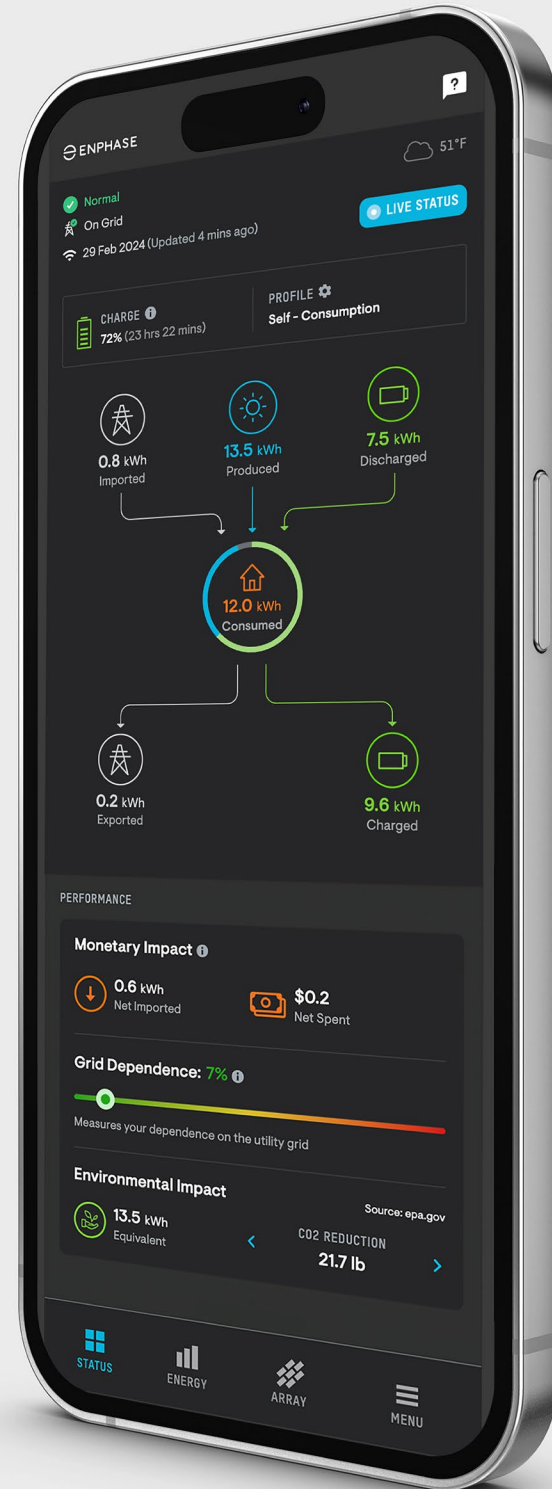 ?
ENPHASE
51°F
Normal
On Grid
LIVE STATUS
29 Feb 2024 (Updated 4 mins ago)
CHARGE i
72% (23 hrs 22 mins)
PROFILE
Self - Consumption
0.8 kWh
Imported
13.5 kWh
Produced
7.5 kWh
Discharged
12.0 kWh
Consumed
0.2 kWh
Exported
9.6 kWh
Charged
PERFORMANCE
Monetary Impact i
0.6 kWh
Net Imported
$0.2
Net Spent
Grid Dependence: 7% i
Measures your dependence on the utility grid
Environmental Impact
Source: epa.gov
13.5 kWh
Equivalent
CO2 REDUCTION
21.7 lb
STATUS
ENERGY
ARRAY
MENU